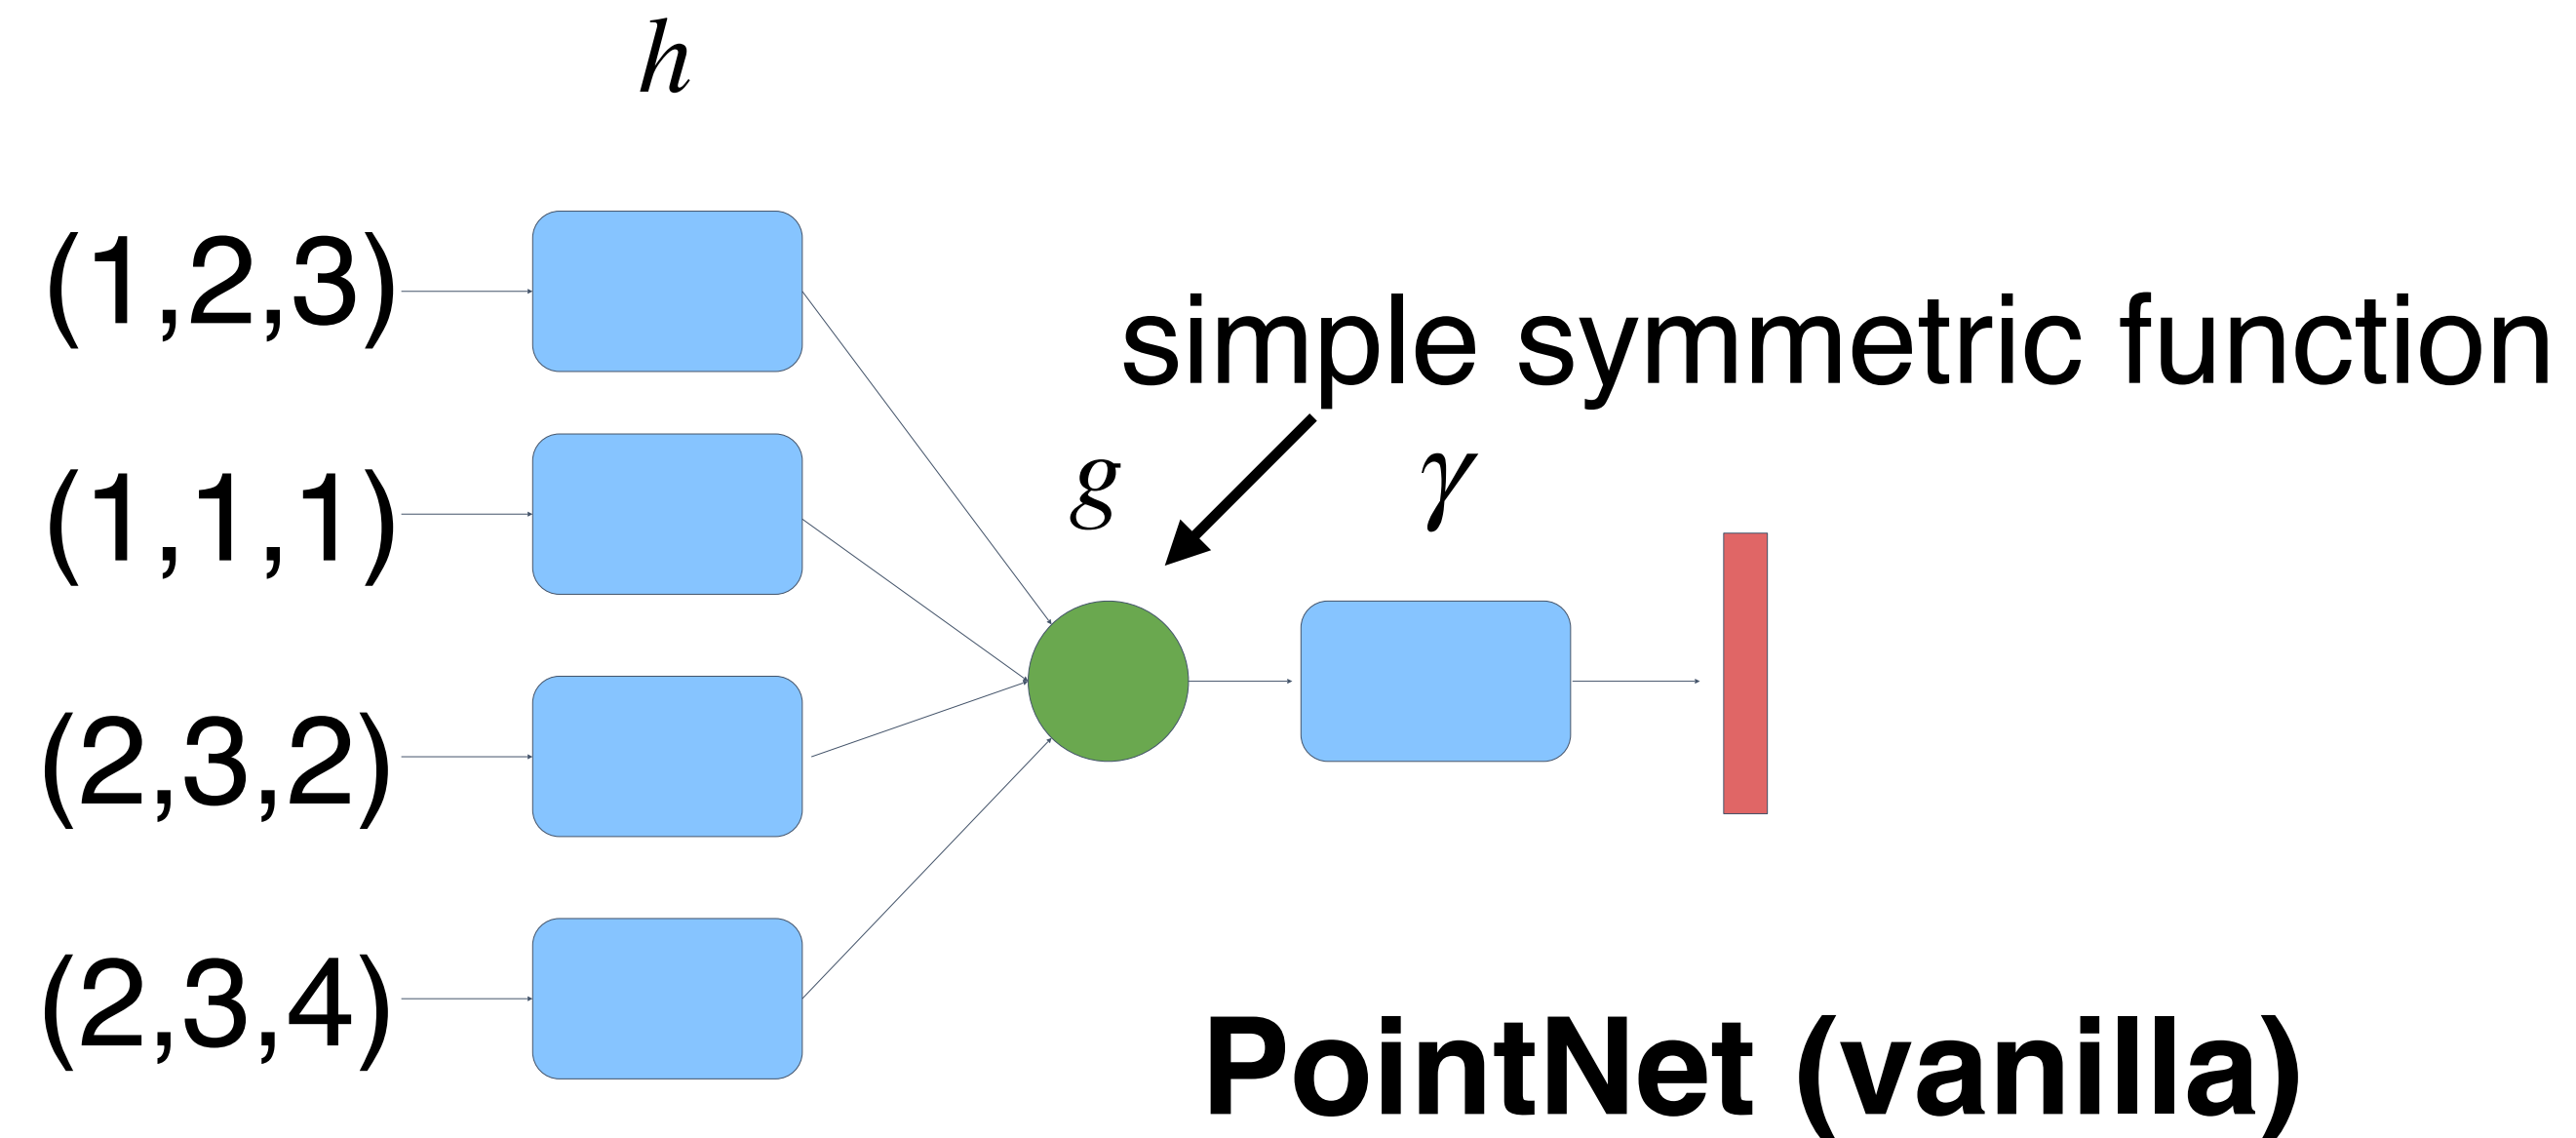 h
(1,2,3)
simple symmetric function
g
γ
(1,1,1)
(2,3,2)
(2,3,4)
PointNet (vanilla)